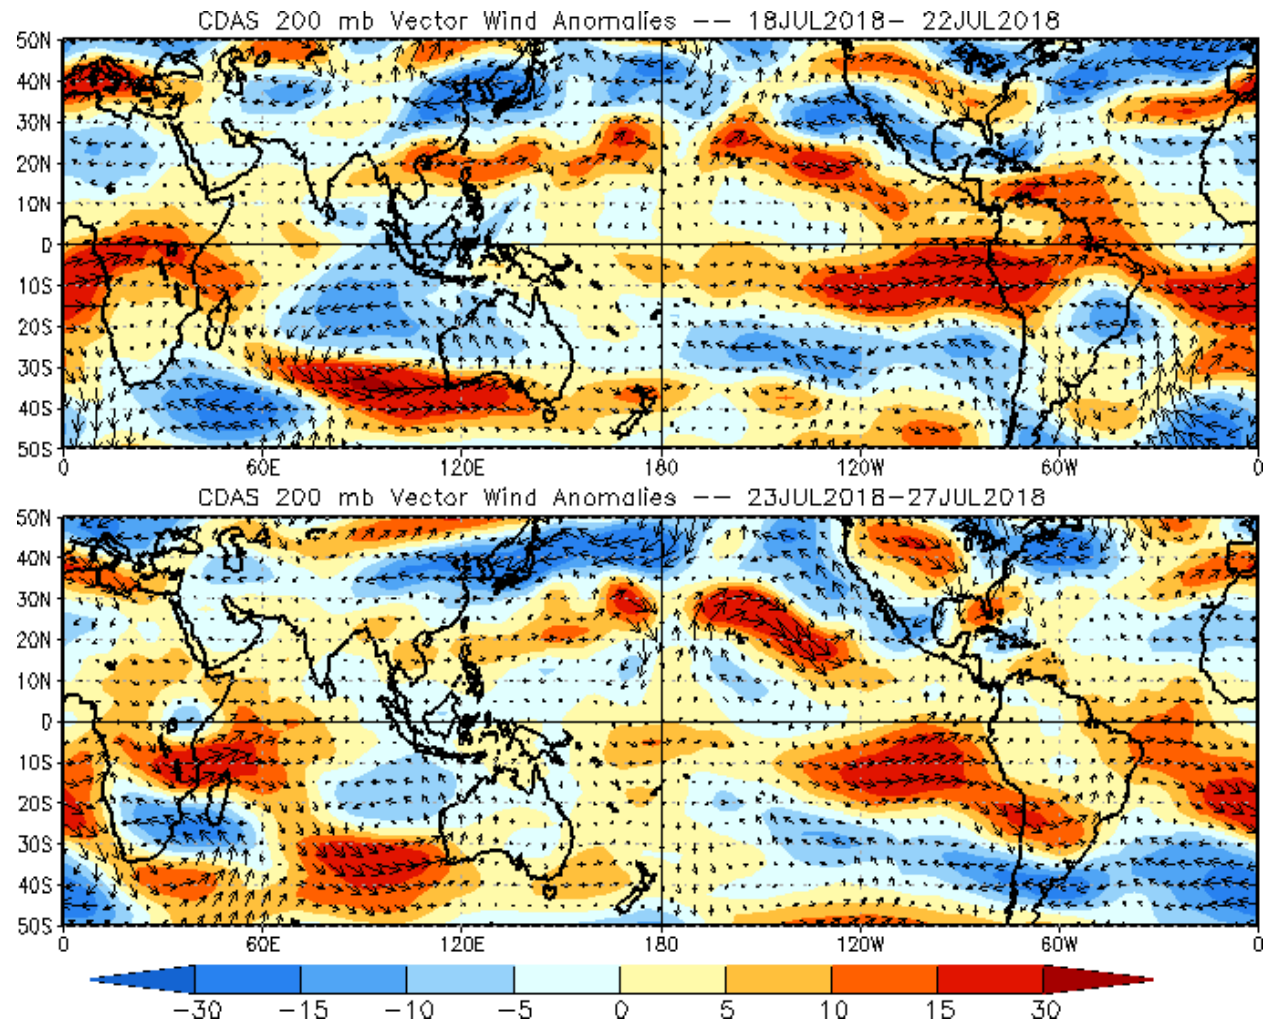 CDAS 200 mb Vector Wind Anomalies -- 18JUL2018- 22JUL2018
50N
40N
30N
20N
10N
0
10S
20S
30S
40S
50S
0 60E 120E 180 120W 60W 0
CDAS 200 mb Vector Wind Anomalies -- 23JUL2018-27JUL2018
50N
40N
30N
20N
10N
0
10S
20S
30S
40S
50S
0 60E 120E 180 120W 60W 0
-30 -15 -10 -5 0 5 10 15 30